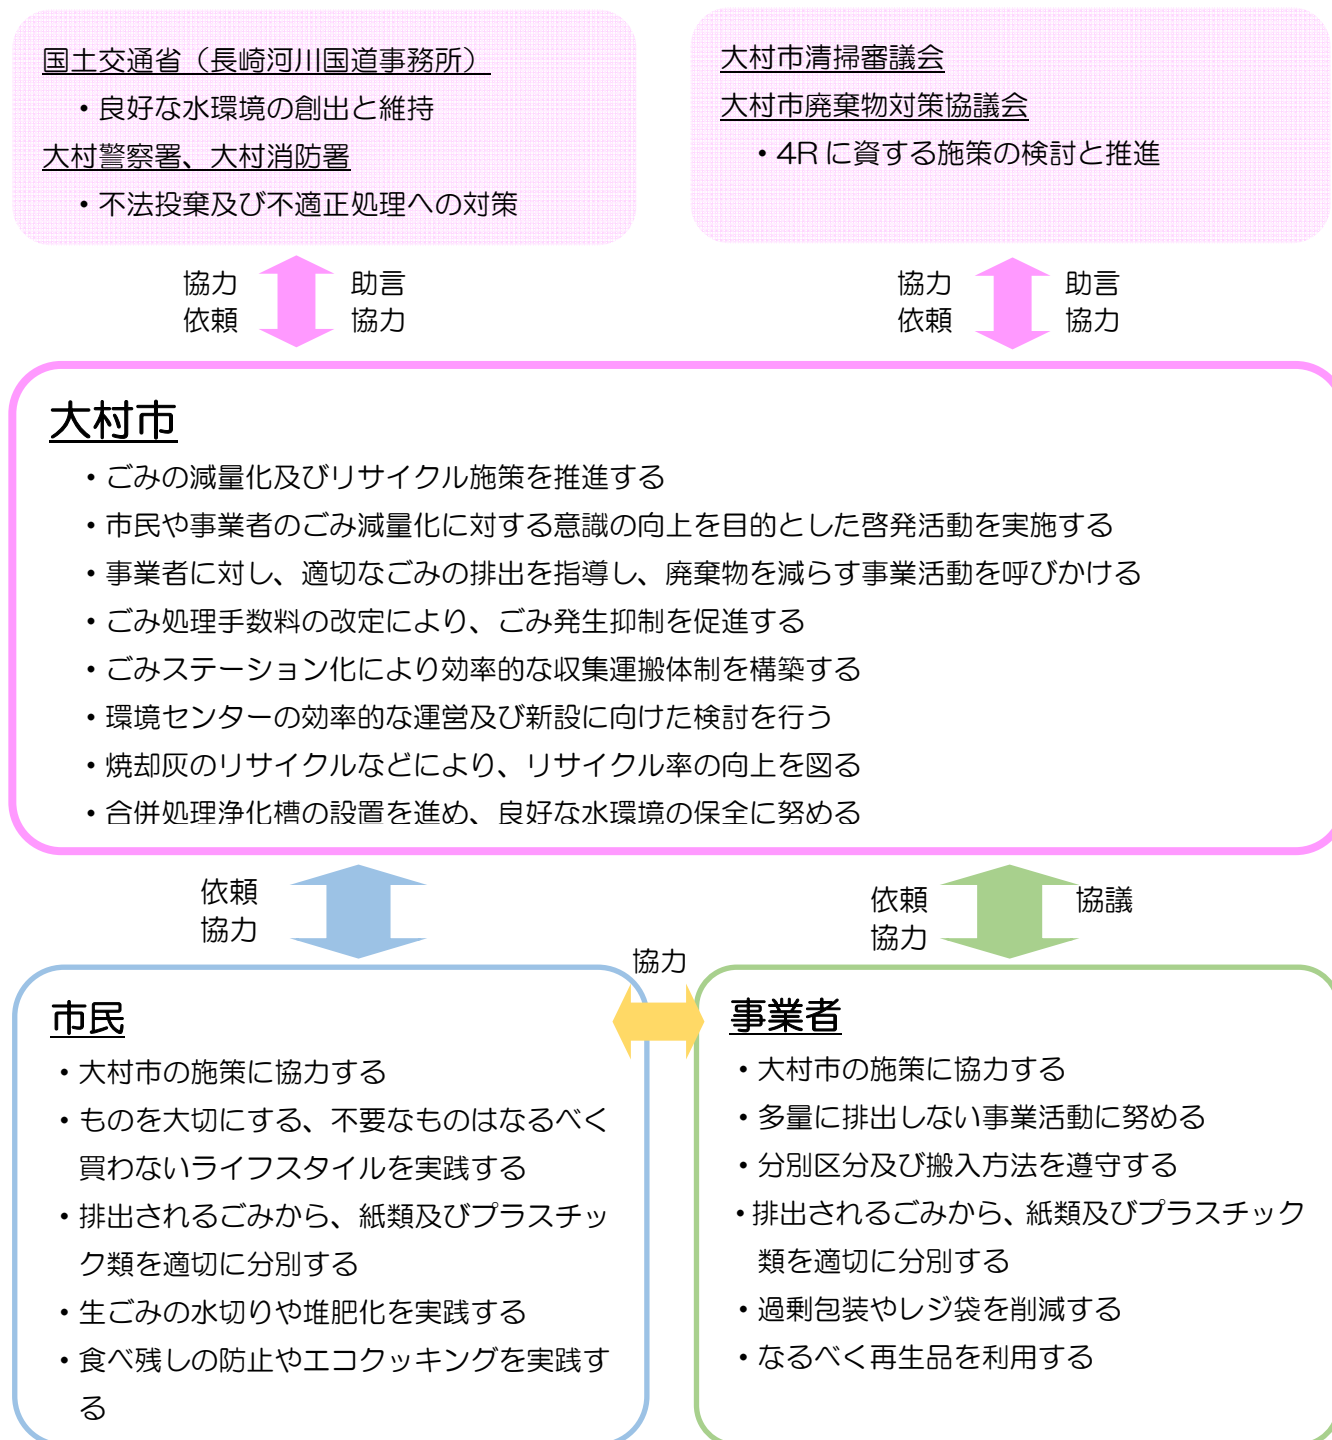 国土交通省（長崎河川国道事務所）
・良好な水環境の創出と維持
大村警察署、大村消防署
・不法投棄及び不適正処理への対策
大村市清掃審議会
大村市廃棄物対策協議会
・4Rに資する施策の検討と推進
協力
依頼
助言
協力
協力
依頼
助言
協力
大村市
・ごみの減量化及びリサイクル施策を推進する
・市民や事業者のごみ減量化に対する意識の向上を目的とした啓発活動を実施する
・事業者に対し、適切なごみの排出を指導し、廃棄物を減らす事業活動を呼びかける
・ごみ処理手数料の改定により、ごみ発生抑制を促進する
・ごみステーション化により効率的な収集運搬体制を構築する
・環境センターの効率的な運営及び新設に向けた検討を行う
・焼却灰のリサイクルなどにより、リサイクル率の向上を図る
・合併処理浄化槽の設置を進め、良好な水環境の保全に努める
依頼
協力
依頼
協力
協議
協力
市民
・大村市の施策に協力する
・ものを大切にする、不要なものはなるべく
買わないライフスタイルを実践する
・排出されるごみから、紙類及びプラスチッ
ク類を適切に分別する
・生ごみの水切りや堆肥化を実践する
・食べ残しの防止やエコクッキングを実践す
る
事業者
・大村市の施策に協力する
・多量に排出しない事業活動に努める
・分別区分及び搬入方法を遵守する
・排出されるごみから、紙類及びプラスチック
類を適切に分別する
・過剰包装やレジ袋を削減する
・なるべく再生品を利用する